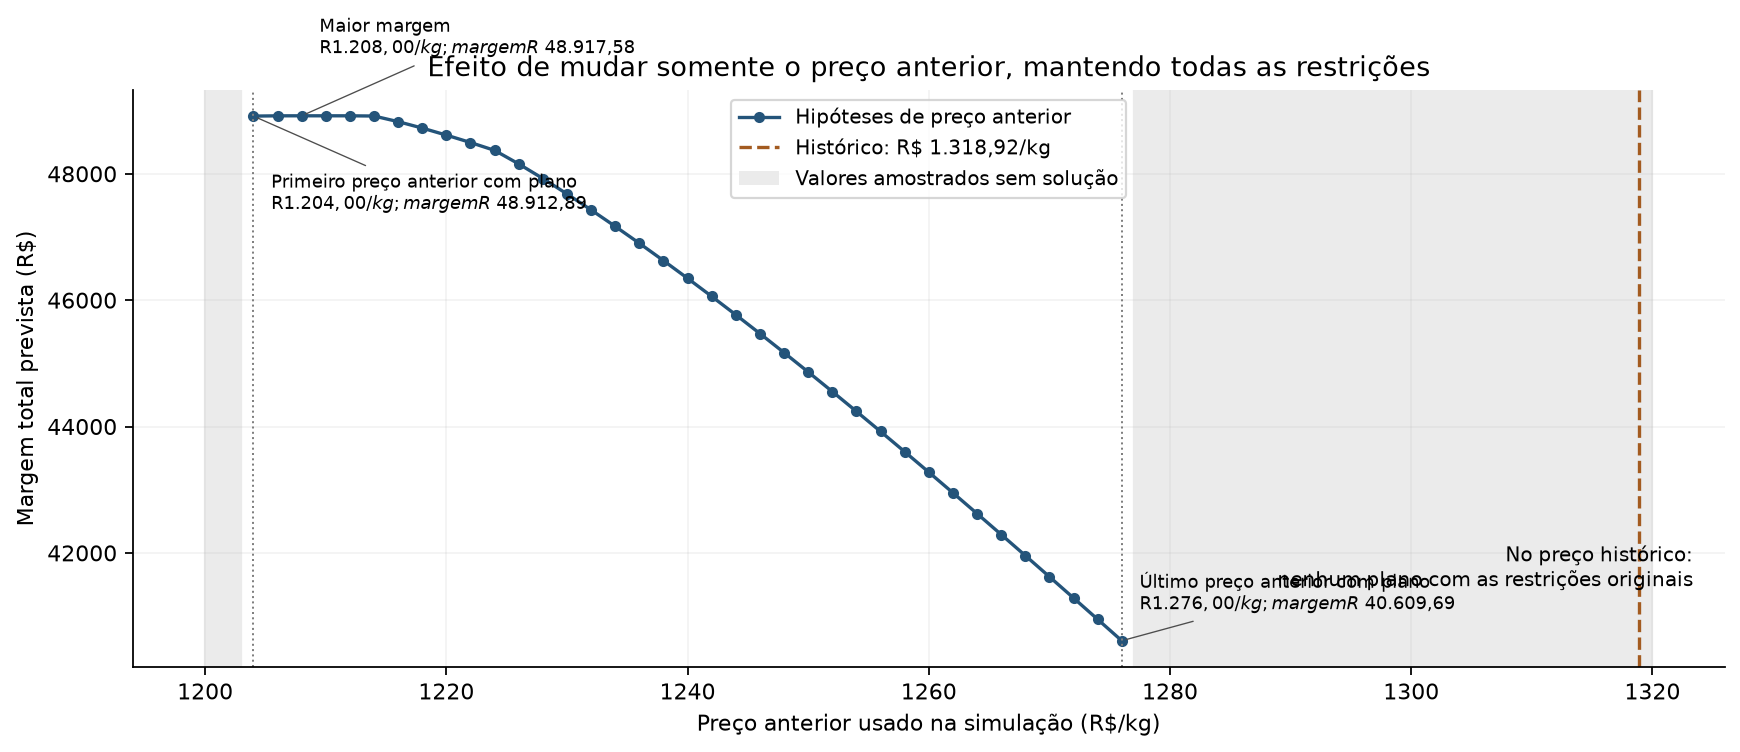 Maior margem
R1.208, 00/kg; margemR 48.917,58
Efeito de mudar somente o preço anterior, mantendo todas as restrições
Hipóteses de preço anterior
Histórico: R$ 1.318,92/kg
Valores amostrados sem solução
Primeiro preço anterior com plano
R1.204, 00/kg; margemR 48.912,89
No preço histórico:
nenhum plano com as restrições originais
Último preço anterior com plano
R1.276, 00/kg; margemR 40.609,69
Margem total prevista (R$)
48000
46000
44000
42000
1200 1220 1240 1260 1280 1300 1320
Preço anterior usado na simulação (R$/kg)